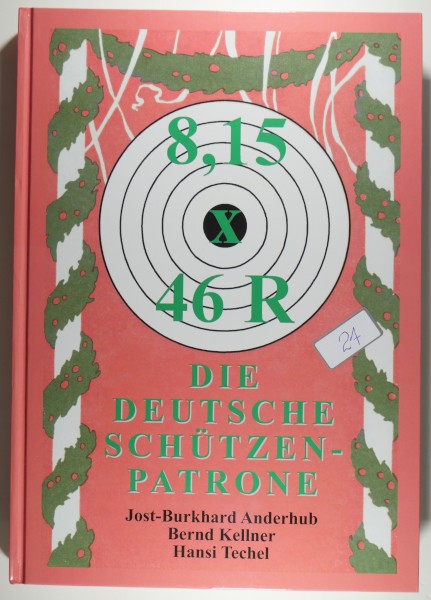 8,15
x
46 R
24
DIE
DEUTSCHE
SCHÜTZEN-
PATRONE
Jost-Burkhard Anderhub
Bernd Kellner
Hansi Techel